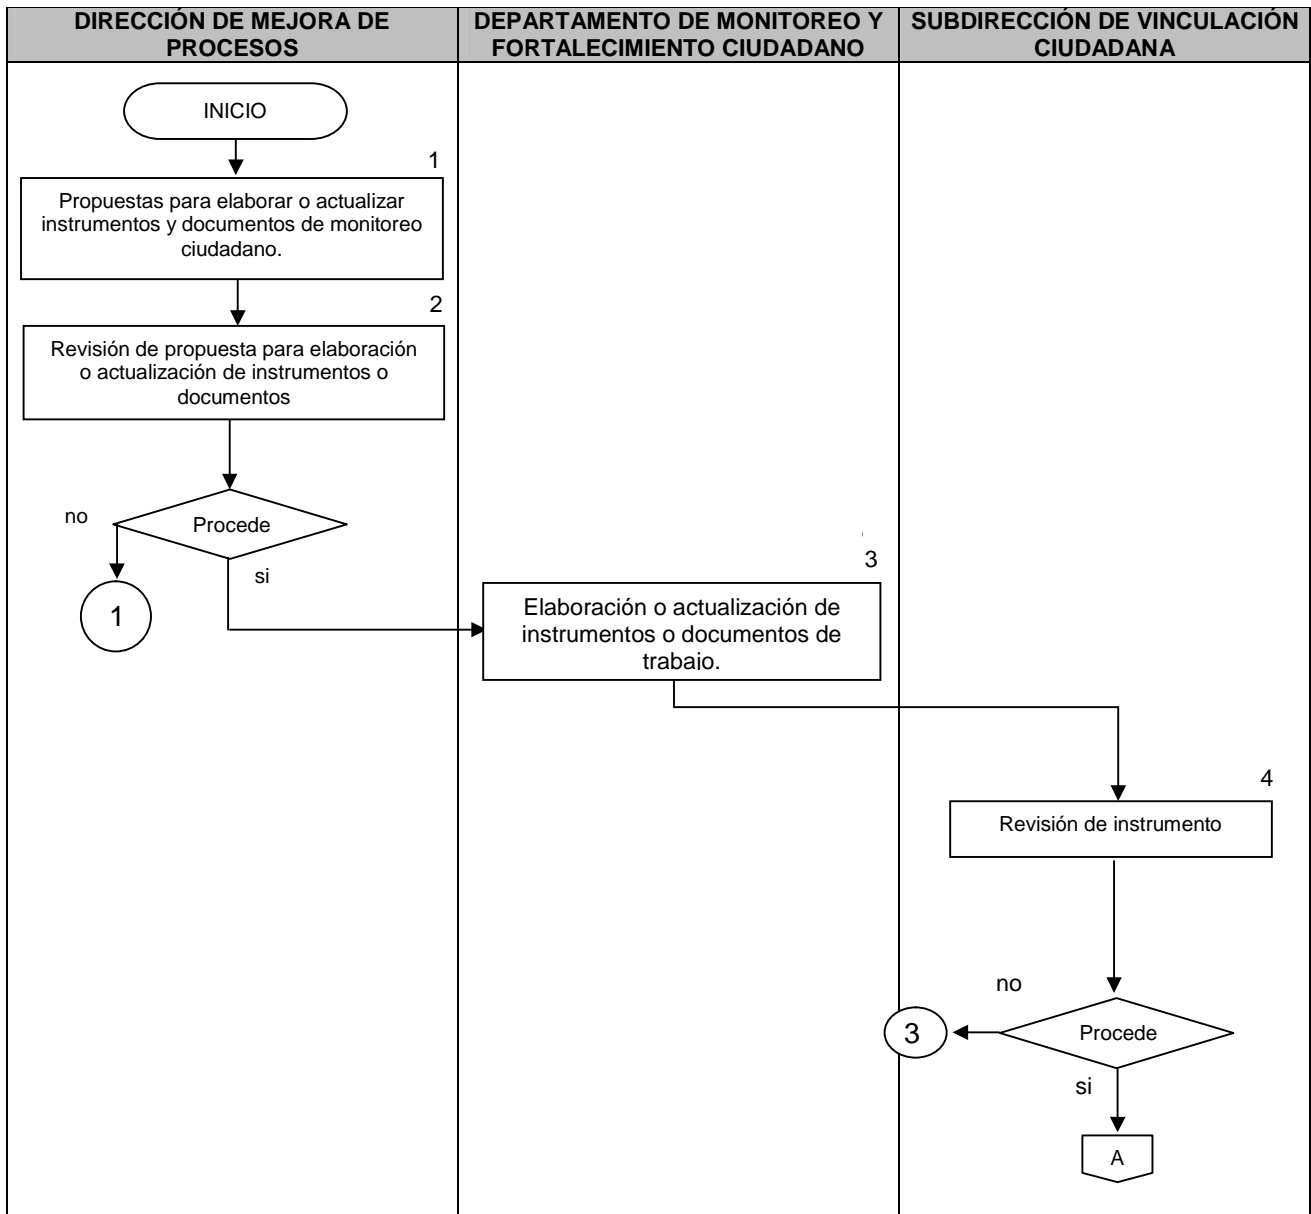 DIRECCIÓN DE MEJORA DE
PROCESOS
DEPARTAMENTO DE MONITOREO Y
FORTALECIMIENTO CIUDADANO
SUBDIRECCIÓN DE VINCULACIÓN
CIUDADANA
INICIO
1
Propuestas para elaborar o actualizar
instrumentos y documentos de monitoreo
ciudadano.
2
Revisión de propuesta para elaboración
o actualización de instrumentos o
documentos
no
Procede
si
1
3
Elaboración o actualización de
instrumentos o documentos de
trabajo.
4
Revisión de instrumento
no
3
Procede
si
A